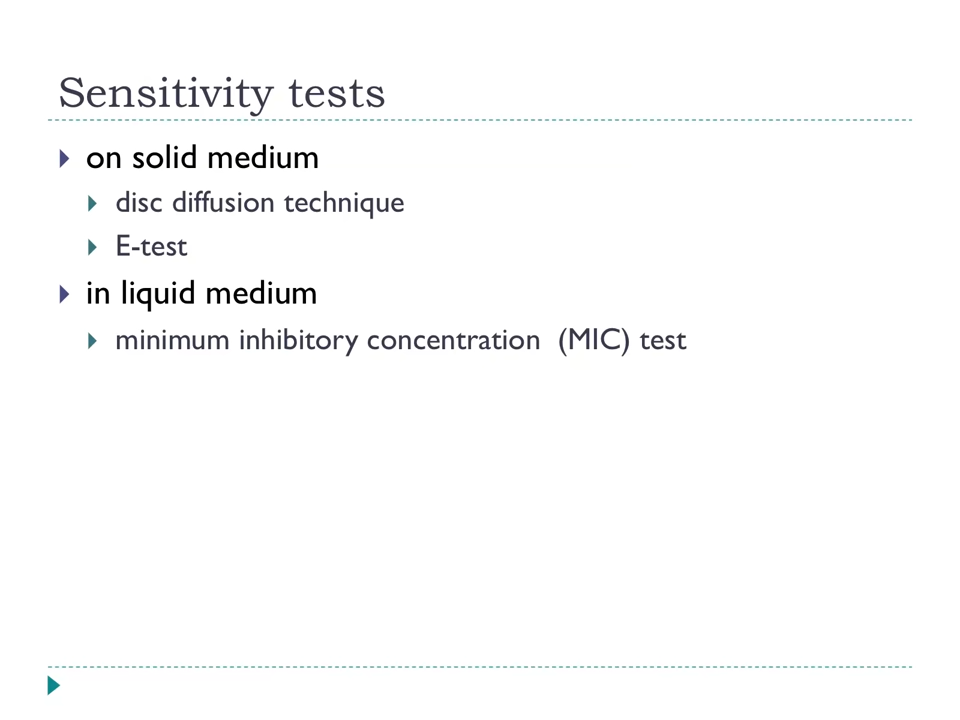 Sensitivity tests
on solid medium
disc diffusion technique
E-test
in liquid medium
minimum inhibitory concentration  (MIC) test